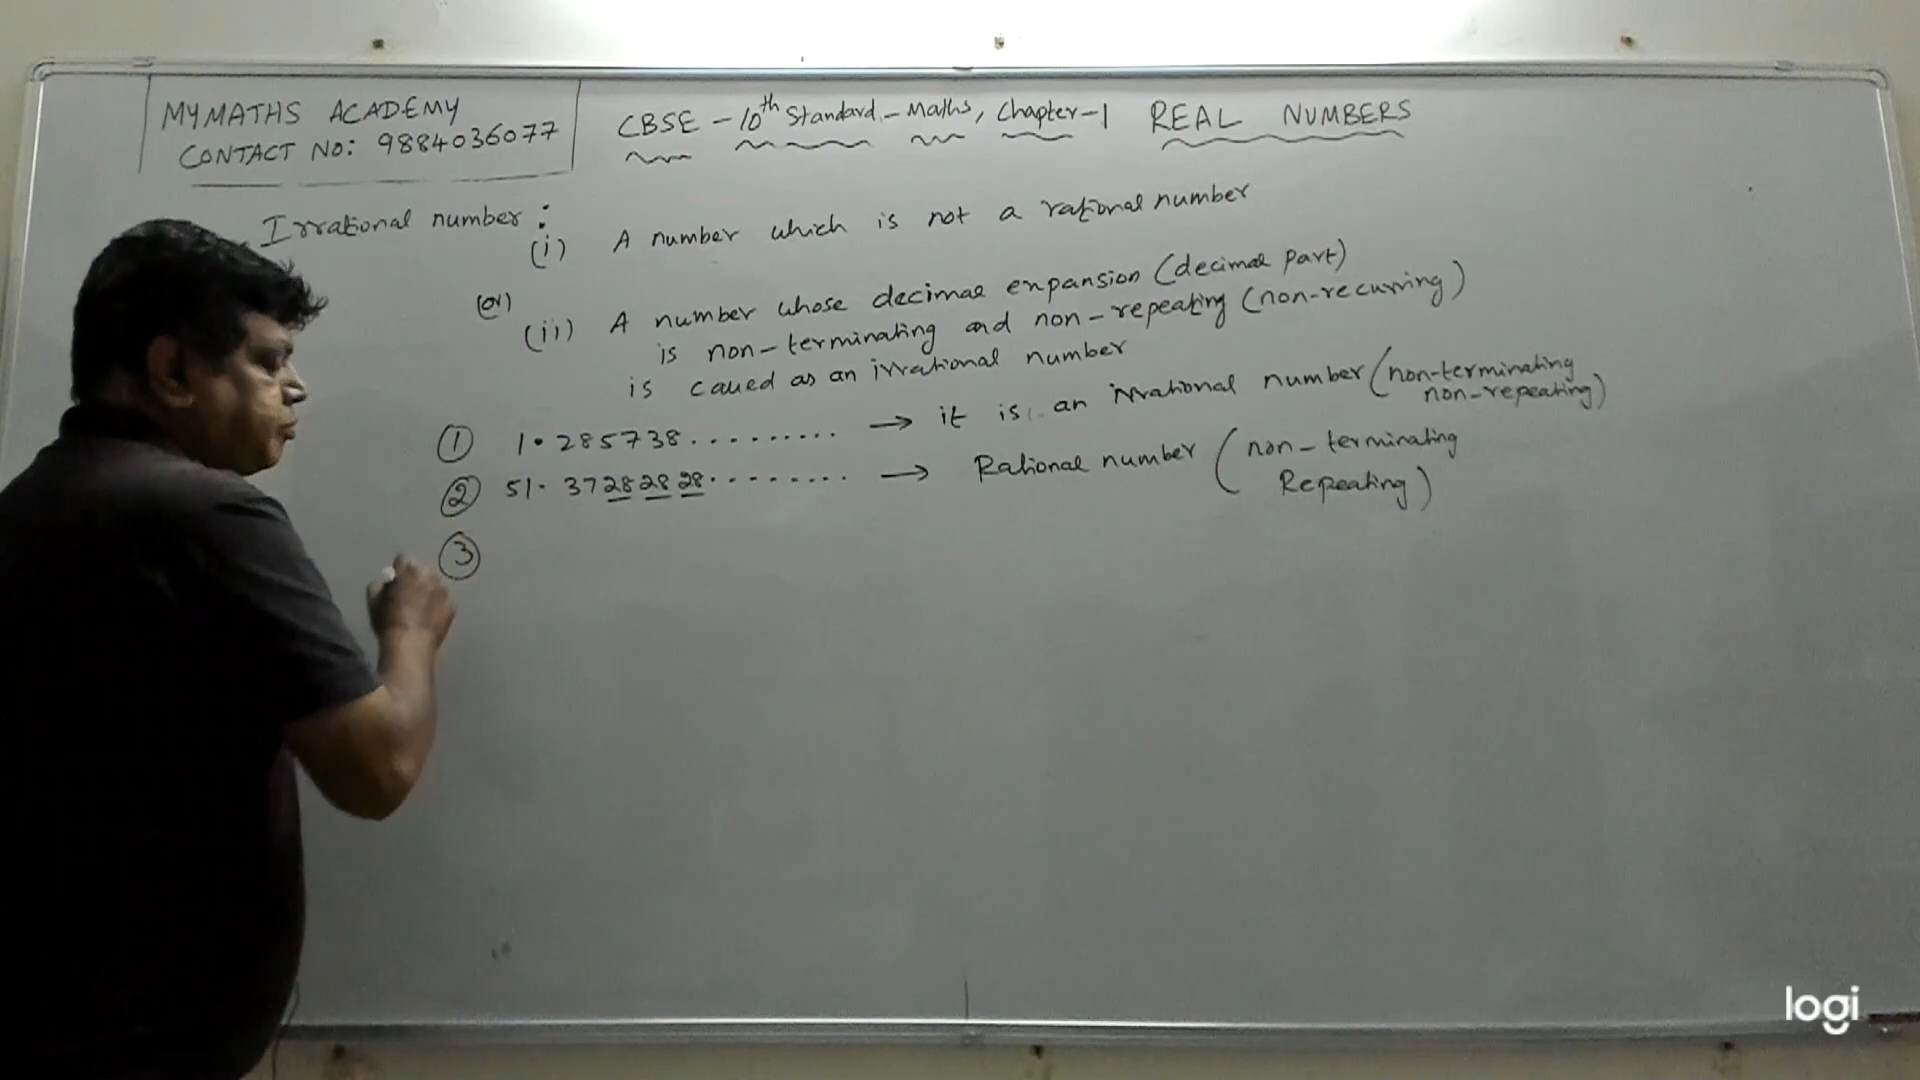 MYMATHS ACADEMY
CONTACT NO: 9884036077
CBSE - 10th Standard - Maths, Chapter-1 REAL NUMBERS
Irrational number :
(i) A number which is not a rational number
(or)
(ii) A number whose decimal expansion (decimal part)
is non-terminating and non-repeating (non-recurring)
is called as an irrational number
① 1.285738......... → it is an irrational number (non-terminating
non-repeating)
② 51.37282828........ → Rational number (non-terminating
Repeating)
③
logi